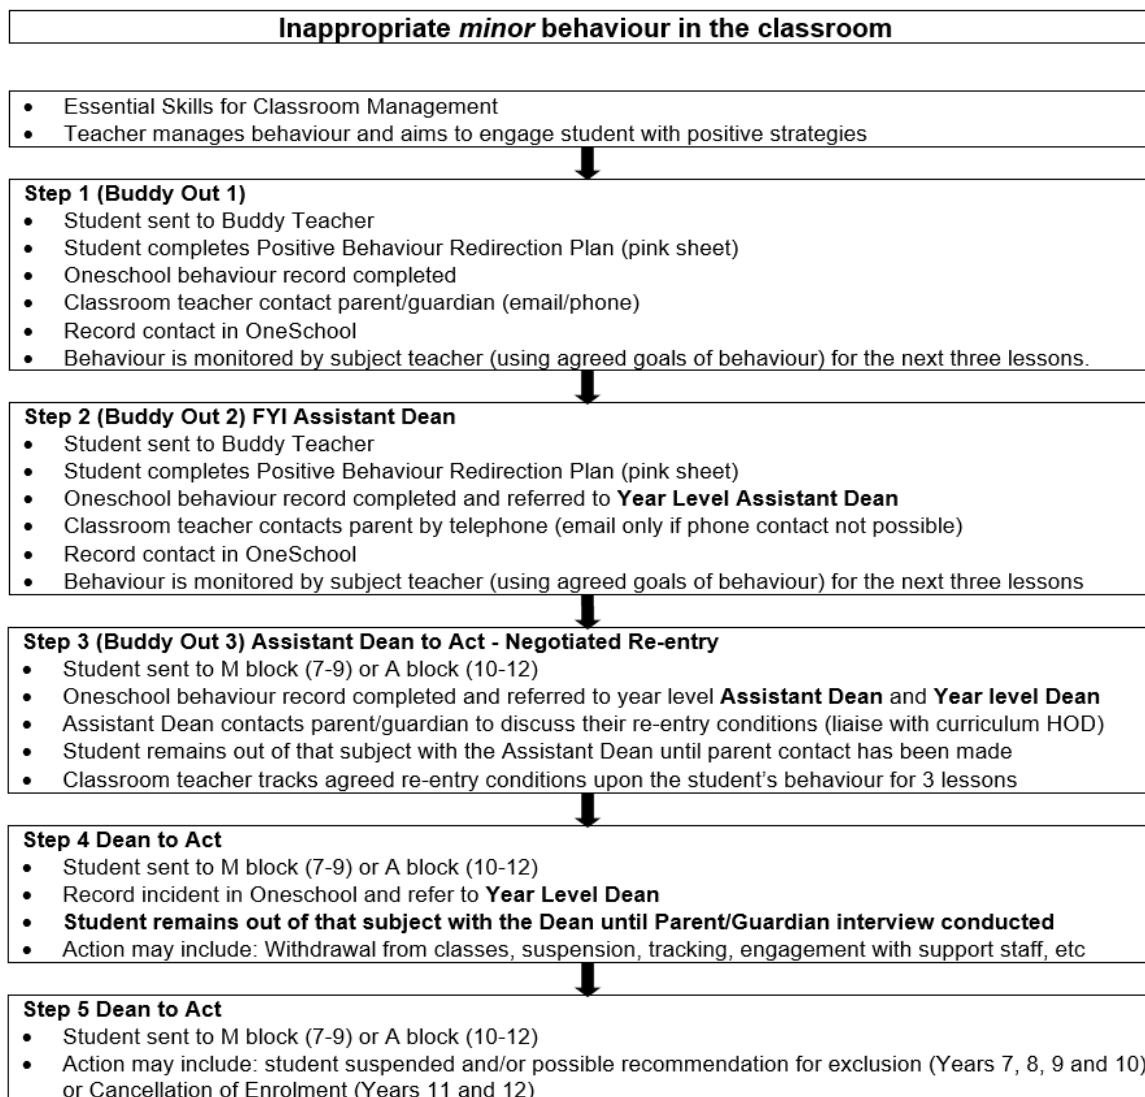 Inappropriate minor behaviour in the classroom
• Essential Skills for Classroom Management
• Teacher manages behaviour and aims to engage student with positive strategies
Step 1 (Buddy Out 1)
• Student sent to Buddy Teacher
• Student completes Positive Behaviour Redirection Plan (pink sheet)
• Oneschool behaviour record completed
• Classroom teacher contact parent/guardian (email/phone)
• Record contact in OneSchool
• Behaviour is monitored by subject teacher (using agreed goals of behaviour) for the next three lessons.
Step 2 (Buddy Out 2) FYI Assistant Dean
• Student sent to Buddy Teacher
• Student completes Positive Behaviour Redirection Plan (pink sheet)
• Oneschool behaviour record completed and referred to Year Level Assistant Dean
• Classroom teacher contacts parent by telephone (email only if phone contact not possible)
• Record contact in OneSchool
• Behaviour is monitored by subject teacher (using agreed goals of behaviour) for the next three lessons
Step 3 (Buddy Out 3) Assistant Dean to Act - Negotiated Re-entry
• Student sent to M block (7-9) or A block (10-12)
• Oneschool behaviour record completed and referred to year level Assistant Dean and Year level Dean
• Assistant Dean contacts parent/guardian to discuss their re-entry conditions (liaise with curriculum HOD)
• Student remains out of that subject with the Assistant Dean until parent contact has been made
• Classroom teacher tracks agreed re-entry conditions upon the student's behaviour for 3 lessons
Step 4 Dean to Act
• Student sent to M block (7-9) or A block (10-12)
• Record incident in Oneschool and refer to Year Level Dean
• Student remains out of that subject with the Dean until Parent/Guardian interview conducted
• Action may include: Withdrawal from classes, suspension, tracking, engagement with support staff, etc
Step 5 Dean to Act
• Student sent to M block (7-9) or A block (10-12)
• Action may include: student suspended and/or possible recommendation for exclusion (Years 7, 8, 9 and 10)
or Cancellation of Enrolment (Years 11 and 12)